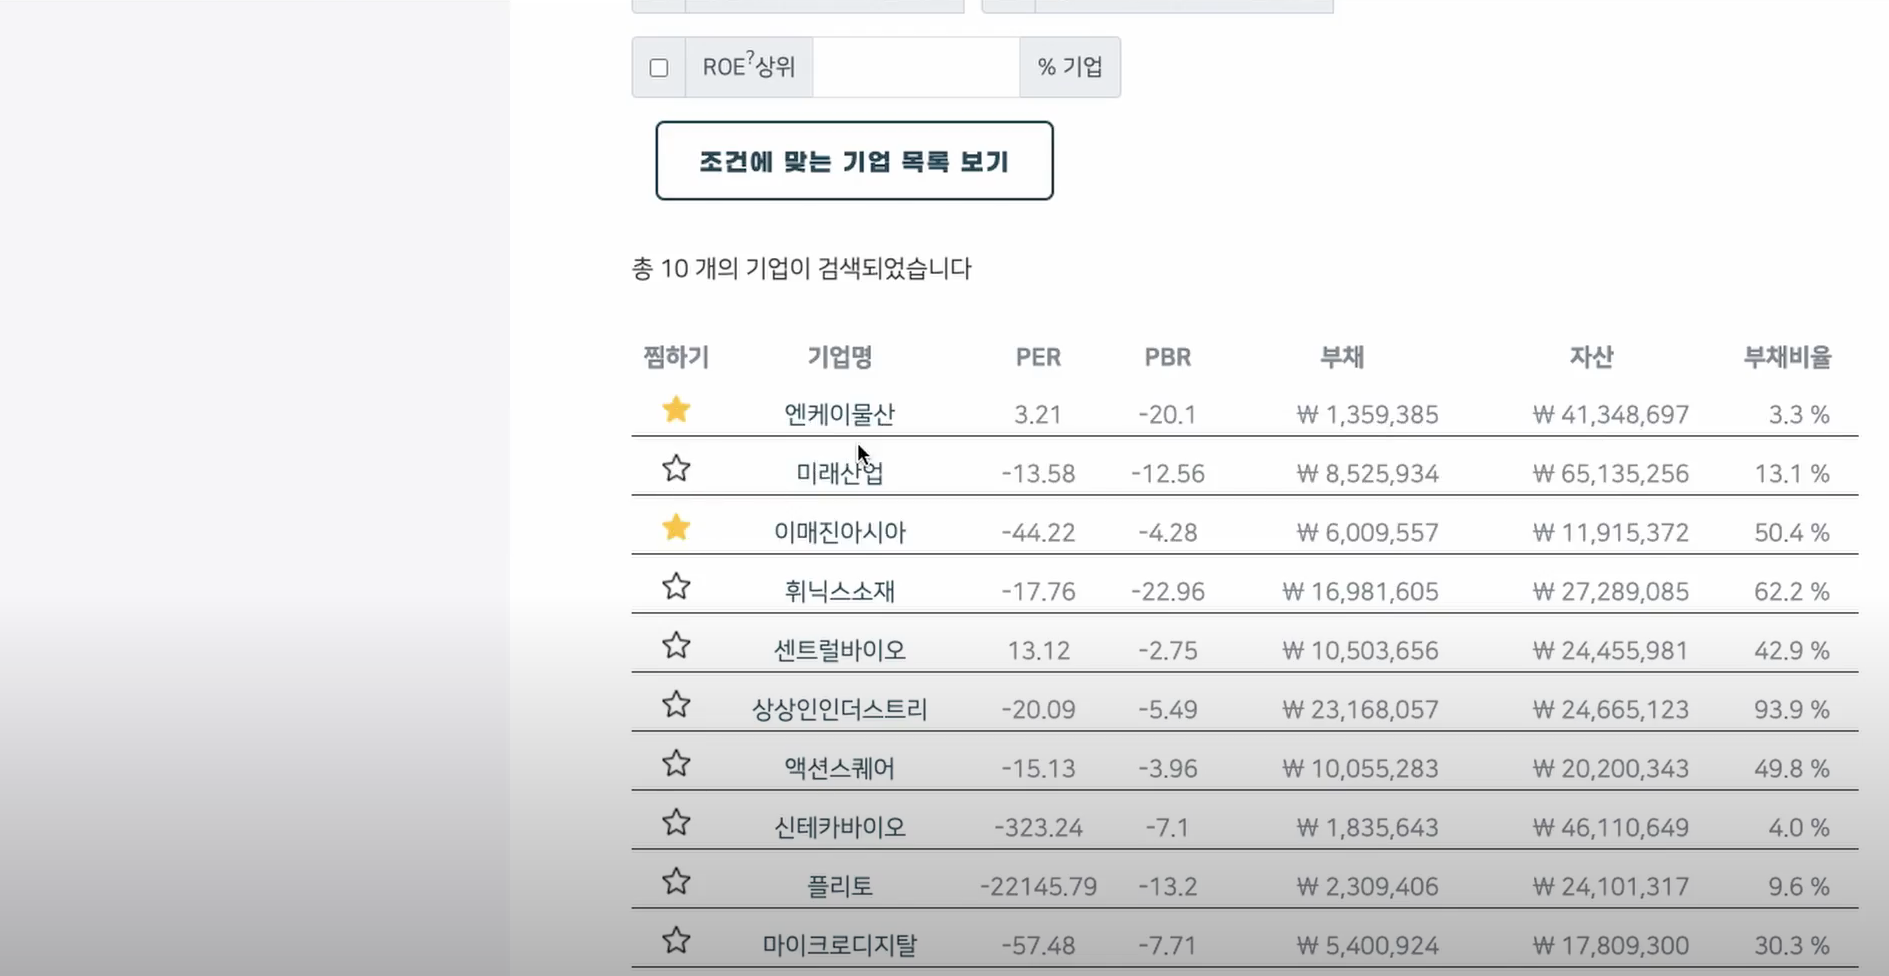 ROE?상위 % 기업
조건에 맞는 기업 목록 보기
총 10 개의 기업이 검색되었습니다
찜하기 기업명 PER PBR 부채 자산 부채비율
엔케이물산 3.21 -20.1 ₩ 1,359,385 ₩ 41,348,697 3.3 %
미래산업 -13.58 -12.56 ₩ 8,525,934 ₩ 65,135,256 13.1 %
이매진아시아 -44.22 -4.28 ₩ 6,009,557 ₩ 11,915,372 50.4 %
휘닉스소재 -17.76 -22.96 ₩ 16,981,605 ₩ 27,289,085 62.2 %
센트럴바이오 13.12 -2.75 ₩ 10,503,656 ₩ 24,455,981 42.9 %
상상인인더스트리 -20.09 -5.49 ₩ 23,168,057 ₩ 24,665,123 93.9 %
액션스퀘어 -15.13 -3.96 ₩ 10,055,283 ₩ 20,200,343 49.8 %
신테카바이오 -323.24 -7.1 ₩ 1,835,643 ₩ 46,110,649 4.0 %
플리토 -22145.79 -13.2 ₩ 2,309,406 ₩ 24,101,317 9.6 %
마이크로디지탈 -57.48 -7.71 ₩ 5,400,924 ₩ 17,809,300 30.3 %